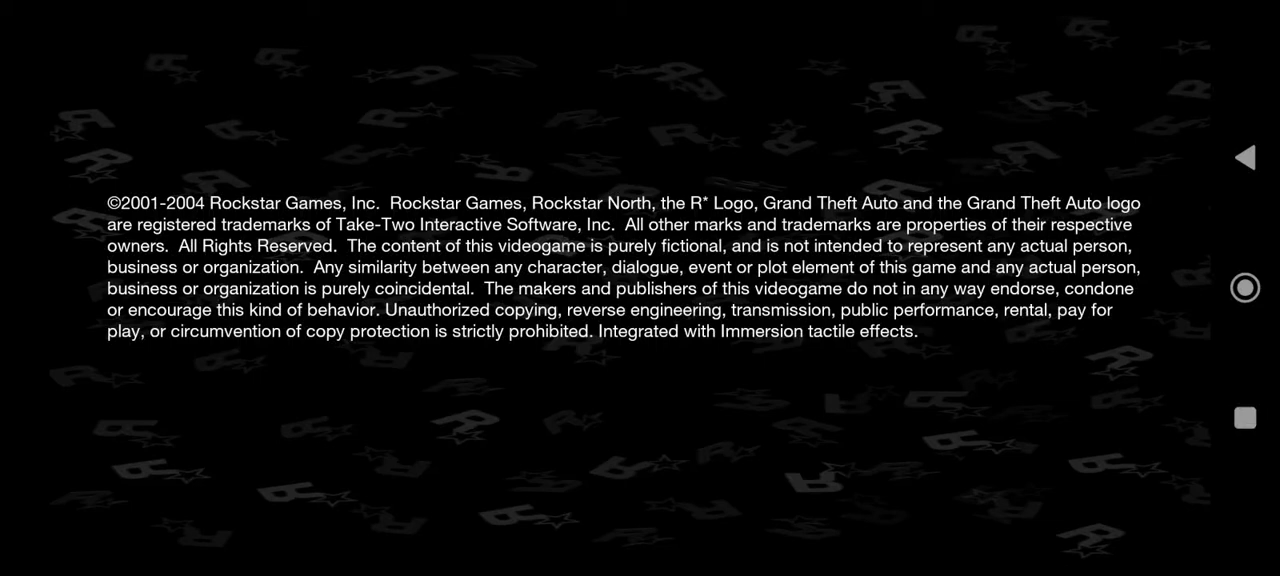 ©2001-2004 Rockstar Games, Inc.  Rockstar Games, Rockstar North, the R* Logo, Grand Theft Auto and the Grand Theft Auto logo
are registered trademarks of Take-Two Interactive Software, Inc.  All other marks and trademarks are properties of their respective
owners.  All Rights Reserved.  The content of this videogame is purely fictional, and is not intended to represent any actual person,
business or organization.  Any similarity between any character, dialogue, event or plot element of this game and any actual person,
business or organization is purely coincidental.  The makers and publishers of this videogame do not in any way endorse, condone
or encourage this kind of behavior. Unauthorized copying, reverse engineering, transmission, public performance, rental, pay for
play, or circumvention of copy protection is strictly prohibited. Integrated with Immersion tactile effects.